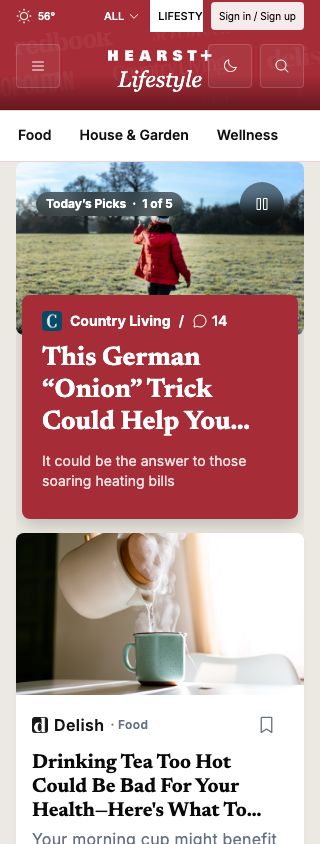 56°
ALL
LIFESTY
Sign in / Sign up
HEARST+
Lifestyle
Food
House & Garden
Wellness
Today's Picks · 1 of 5
Country Living / 14
This German
“Onion” Trick
Could Help You...
It could be the answer to those
soaring heating bills
Delish · Food
Drinking Tea Too Hot
Could Be Bad For Your
Health—Here's What To...
Your morning cup might benefit